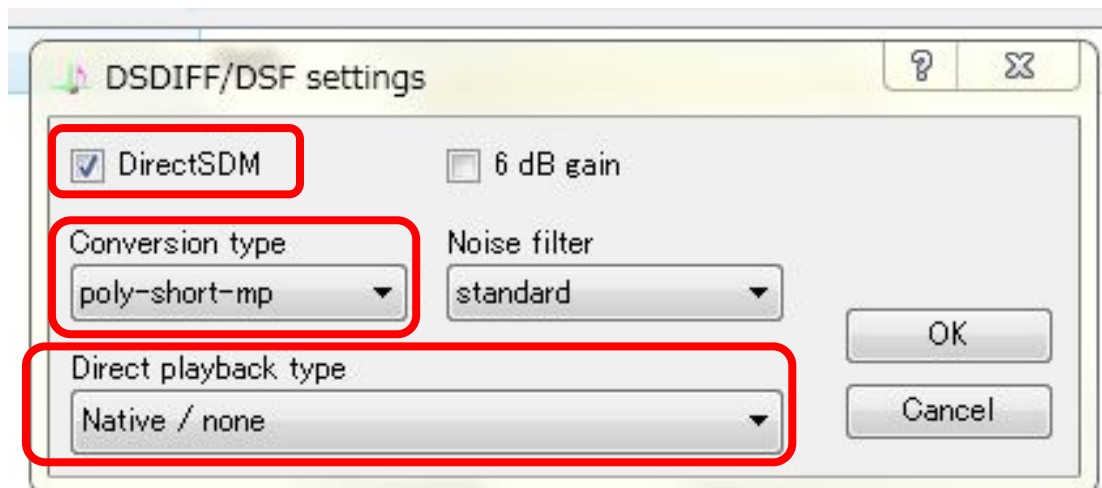 DSDIFF/DSF settings
DirectSDM
6 dB gain
Conversion type
Noise filter
poly-short-mp
standard
OK
Direct playback type
Native / none
Cancel